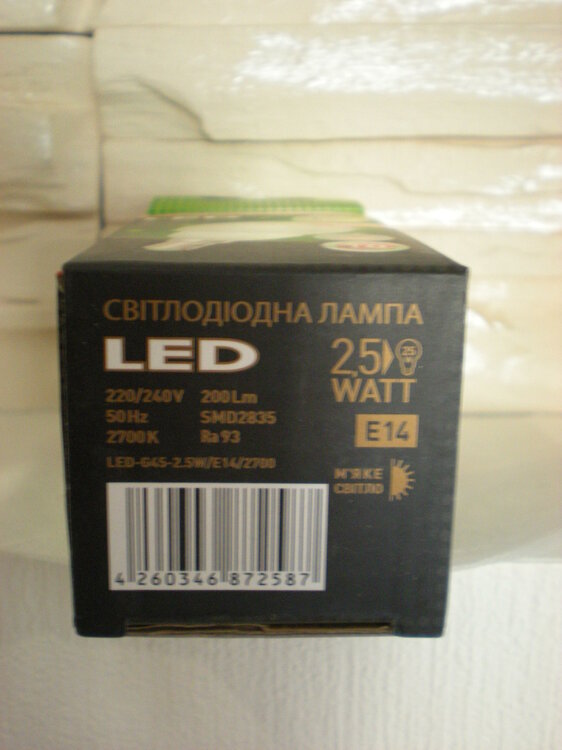 СВІТЛОДІОДНА ЛАМПА
LED
2,5 25
WATT
220/240V 200Lm
50Hz SMD2835
2700K Ra93
E14
LED-G45-2.5W/E14/2700
М'ЯКЕ
СВІТЛО
4 260346 872587